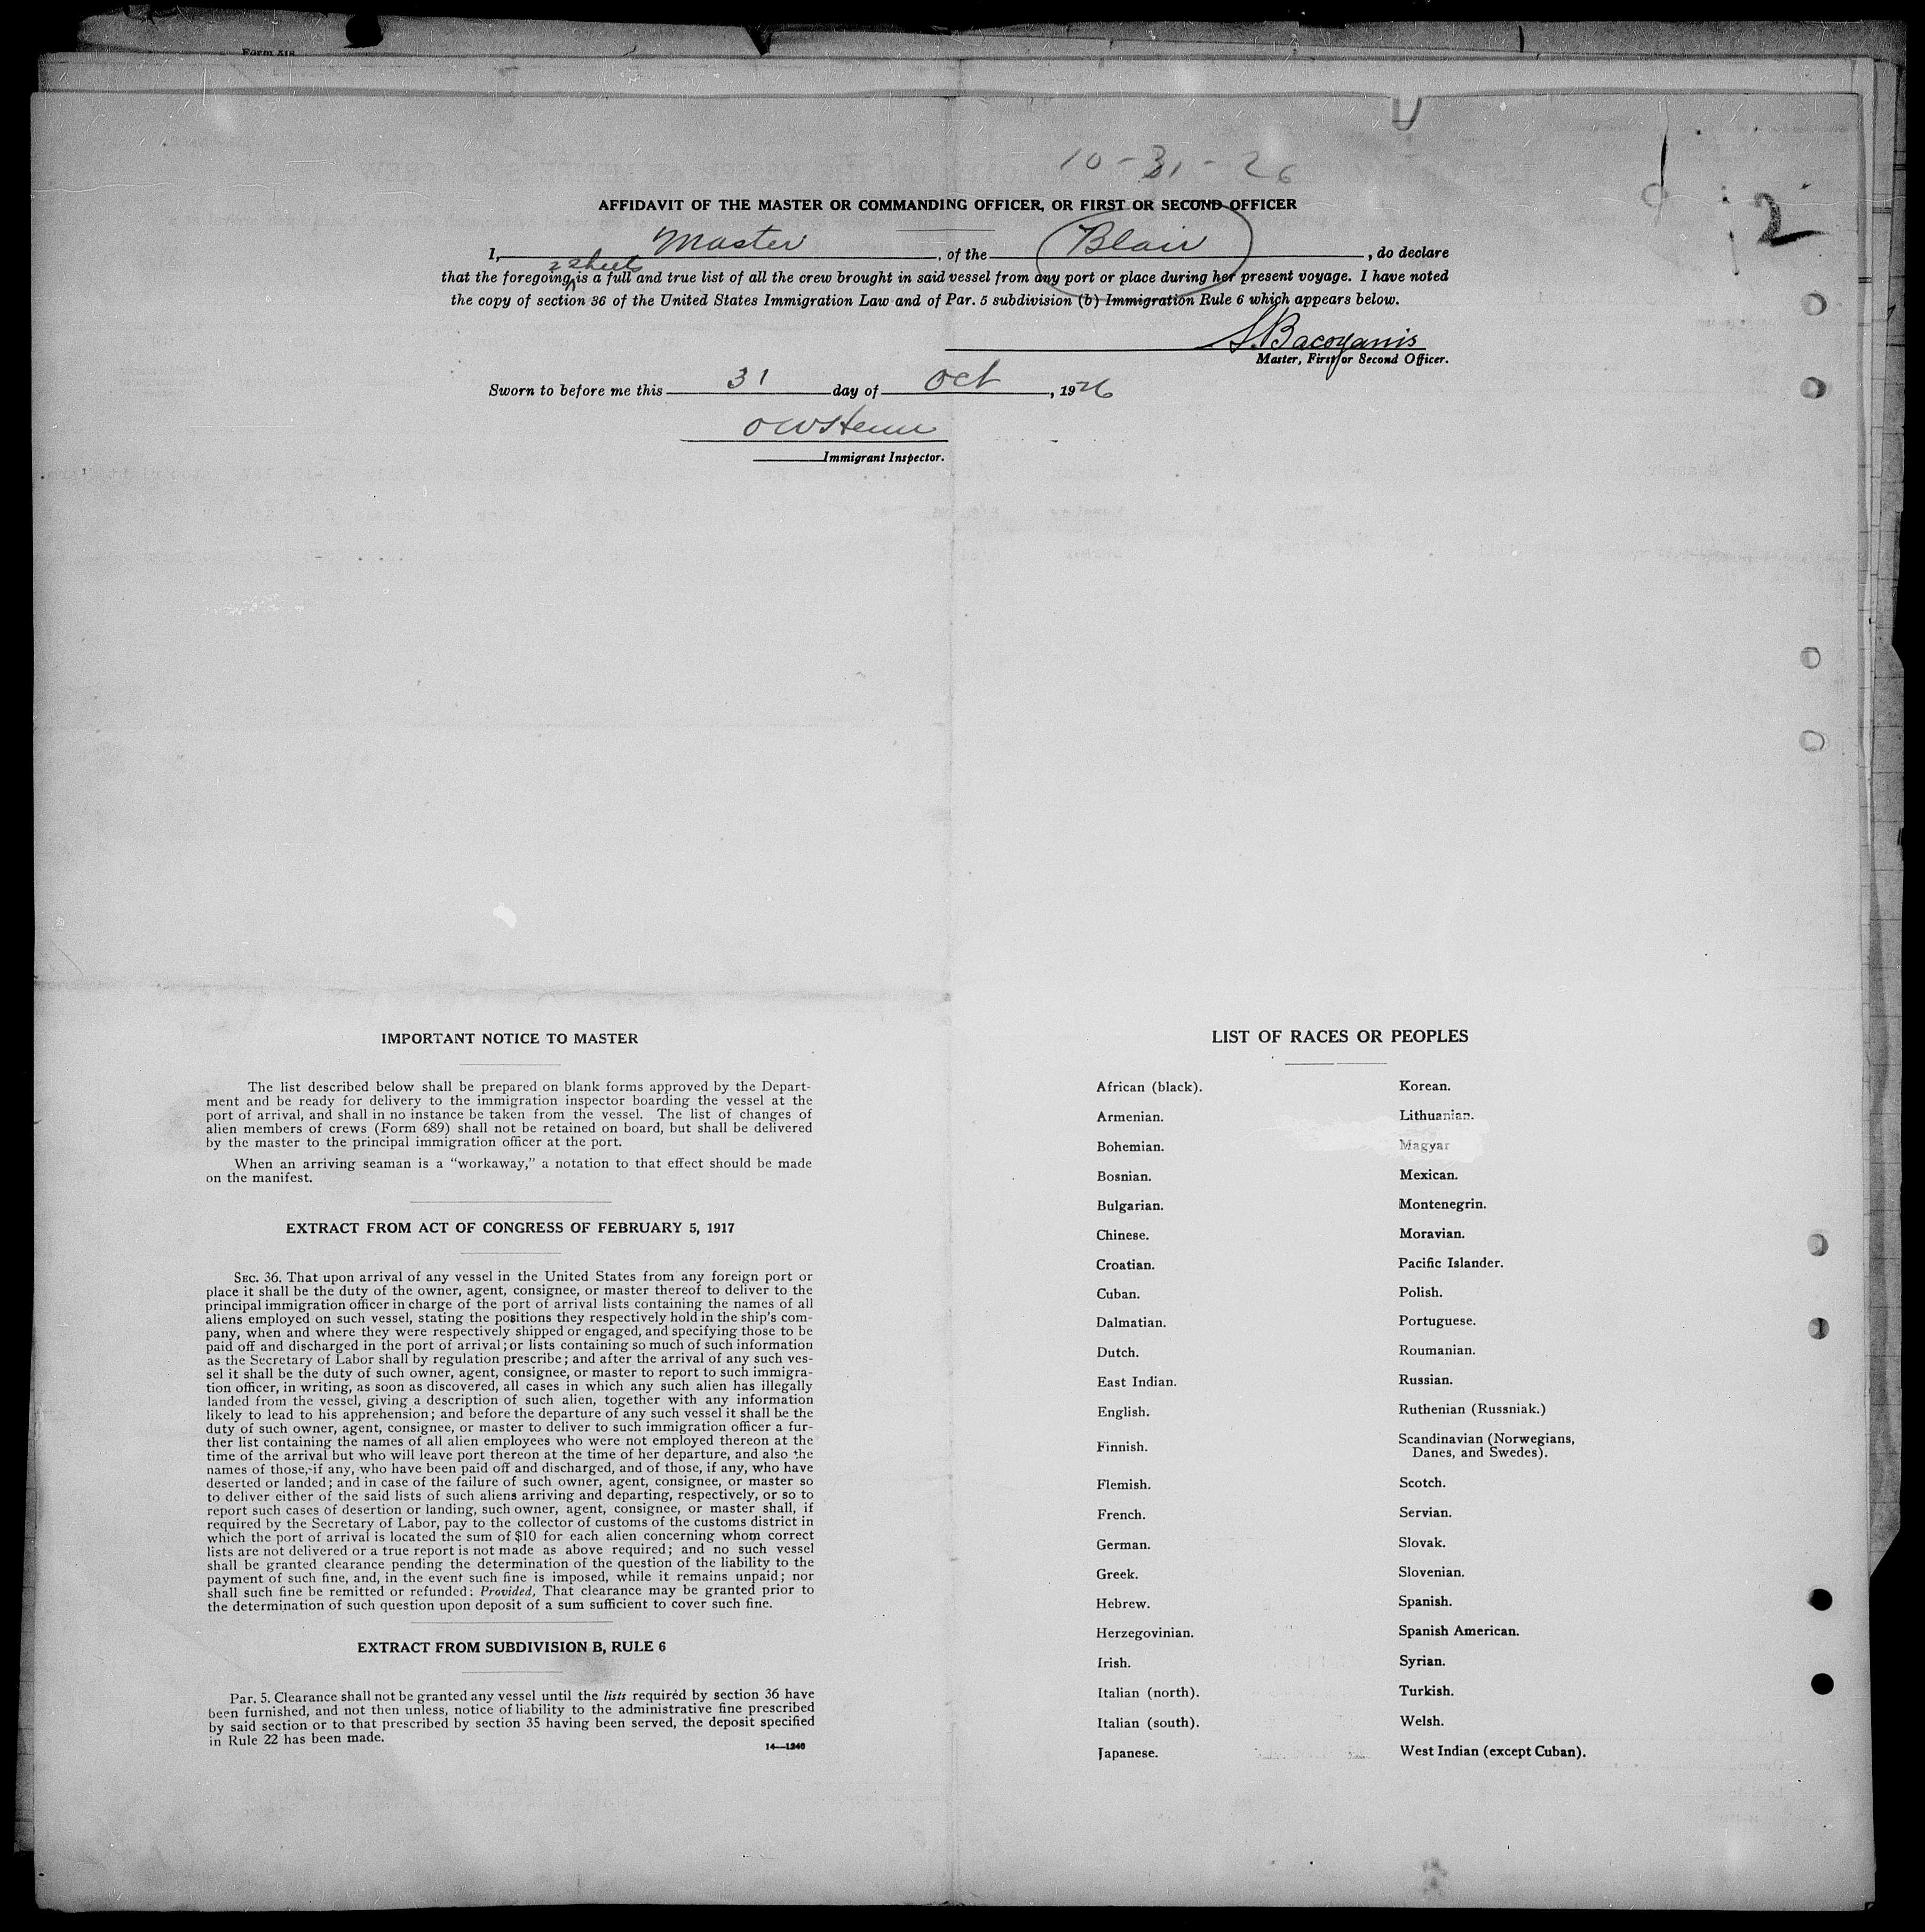 Form 518
10-31-26
2
AFFIDAVIT OF THE MASTER OR COMMANDING OFFICER, OR FIRST OR SECOND OFFICER
I, Master, of the Blair, do declare
2 sheets
that the foregoing is a full and true list of all the crew brought in said vessel from any port or place during her present voyage. I have noted
the copy of section 36 of the United States Immigration Law and of Par. 5 subdivision (b) Immigration Rule 6 which appears below.
S. Bacoyanis
Master, First or Second Officer.
Sworn to before me this 31 day of Oct, 1926
Immigrant Inspector.
IMPORTANT NOTICE TO MASTER
The list described below shall be prepared on blank forms approved by the Depart-
ment and be ready for delivery to the immigration inspector boarding the vessel at the
port of arrival, and shall in no instance be taken from the vessel. The list of changes of
alien members of crews (Form 689) shall not be retained on board, but shall be delivered
by the master to the principal immigration officer at the port.
When an arriving seaman is a "workaway," a notation to that effect should be made
on the manifest.
EXTRACT FROM ACT OF CONGRESS OF FEBRUARY 5, 1917
SEC. 36. That upon arrival of any vessel in the United States from any foreign port or
place it shall be the duty of the owner, agent, consignee, or master thereof to deliver to the
principal immigration officer in charge of the port of arrival lists containing the names of all
aliens employed on such vessel, stating the positions they respectively hold in the ship's com-
pany, when and where they were respectively shipped or engaged, and specifying those to be
paid off and discharged in the port of arrival; or lists containing so much of such information
as the Secretary of Labor shall by regulation prescribe; and after the arrival of any such ves-
sel it shall be the duty of such owner, agent, consignee, or master to report to such immigra-
tion officer, in writing, as soon as discovered, all cases in which any such alien has illegally
landed from the vessel, giving a description of such alien, together with any information
likely to lead to his apprehension; and before the departure of any such vessel it shall be the
duty of such owner, agent, consignee, or master to deliver to such immigration officer a fur-
ther list containing the names of all alien employees who were not employed thereon at the
time of the arrival but who will leave port thereon at the time of her departure, and also the
names of those, if any, who have been paid off and discharged, and of those, if any, who have
deserted or landed; and in case of the failure of such owner, agent, consignee, or master so
to deliver either of the said lists of such aliens arriving and departing, respectively, or so to
report such cases of desertion or landing, such owner, agent, consignee, or master shall, if
required by the Secretary of Labor, pay to the collector of customs of the customs district in
which the port of arrival is located the sum of $10 for each alien concerning whom correct
lists are not delivered or a true report is not made as above required; and no such vessel
shall be granted clearance pending the determination of the question of the liability to the
payment of such fine, and, in the event such fine is imposed, while it remains unpaid; nor
shall such fine be remitted or refunded: Provided, That clearance may be granted prior to
the determination of such question upon deposit of a sum sufficient to cover such fine.
EXTRACT FROM SUBDIVISION B, RULE 6
Par. 5. Clearance shall not be granted any vessel until the lists required by section 36 have
been furnished, and not then unless, notice of liability to the administrative fine prescribed
by said section or to that prescribed by section 35 having been served, the deposit specified
in Rule 22 has been made.
14—1240
LIST OF RACES OR PEOPLES
African (black).
Armenian.
Bohemian.
Bosnian.
Bulgarian.
Chinese.
Croatian.
Cuban.
Dalmatian.
Dutch.
East Indian.
English.
Finnish.
Flemish.
French.
German.
Greek.
Hebrew.
Herzegovinian.
Irish.
Italian (north).
Italian (south).
Japanese.
Korean.
Lithuanian.
Magyar
Mexican.
Montenegrin.
Moravian.
Pacific Islander.
Polish.
Portuguese.
Roumanian.
Russian.
Ruthenian (Russniak.)
Scandinavian (Norwegians,
Danes, and Swedes).
Scotch.
Servian.
Slovak.
Slovenian.
Spanish.
Spanish American.
Syrian.
Turkish.
Welsh.
West Indian (except Cuban).